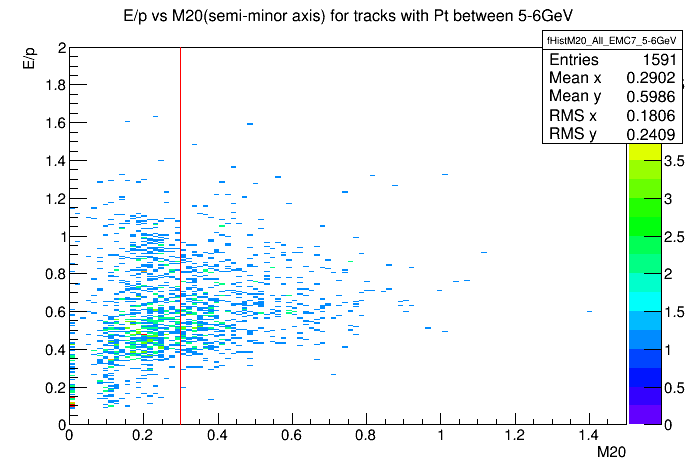 E/p vs M20(semi-minor axis) for tracks with Pt between 5-6GeV
E/p
fHistM20_All_EMC7_5-6GeV
Entries 1591
Mean x 0.2902
Mean y 0.5986
RMS x 0.1806
RMS y 0.2409
2
1.8
1.6
1.4
1.2
1
0.8
0.6
0.4
0.2
0
3.5
3
2.5
2
1.5
1
0.5
0
0 0.2 0.4 0.6 0.8 1 1.2 1.4
M20